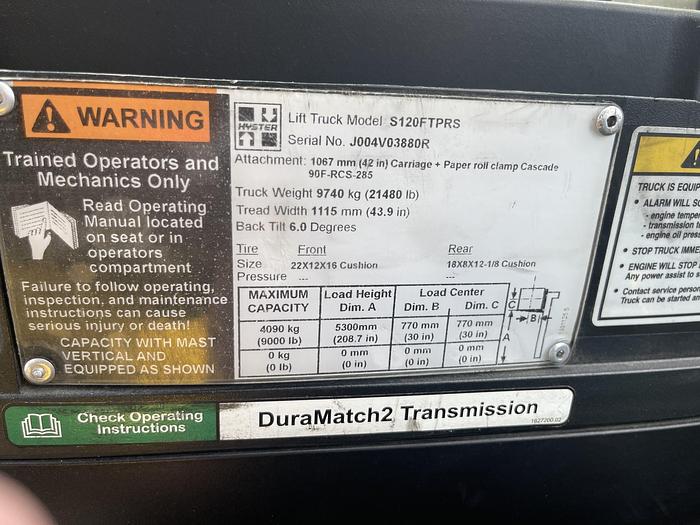 WARNING
Trained Operators and
Mechanics Only
Read Operating
Manual located
on seat or in
operators
compartment
Failure to follow operating,
inspection, and maintenance
instructions can cause
serious injury or death!
CAPACITY WITH MAST
VERTICAL AND
EQUIPPED AS SHOWN
HYSTER
Lift Truck Model S120FTPRS
Serial No. J004V03880R
Attachment: 1067 mm (42 in) Carriage + Paper roll clamp Cascade
90F-RCS-285
Truck Weight 9740 kg (21480 lb)
Tread Width 1115 mm (43.9 in)
Back Tilt 6.0 Degrees
Tire Front Rear
Size 22X12X16 Cushion 18X8X12-1/8 Cushion
Pressure --- ---
MAXIMUM CAPACITY Load Height Dim. A Load Center Dim. B Dim. C
4090 kg (9000 lb) 5300mm (208.7 in) 770 mm (30 in) 770 mm (30 in)
0 kg (0 lb) 0 mm (0 in) 0 mm (0 in) 0 mm (0 in)
C
B
A
Check Operating
Instructions
DuraMatch2 Transmission
1627200.02
TRUCK IS EQUIP
• ALARM WILL SO
- engine tempe
- transmission t
- engine oil press
• STOP TRUCK IMME
• ENGINE WILL STOP
Any power assist to s
• Contact service person
Truck can be started